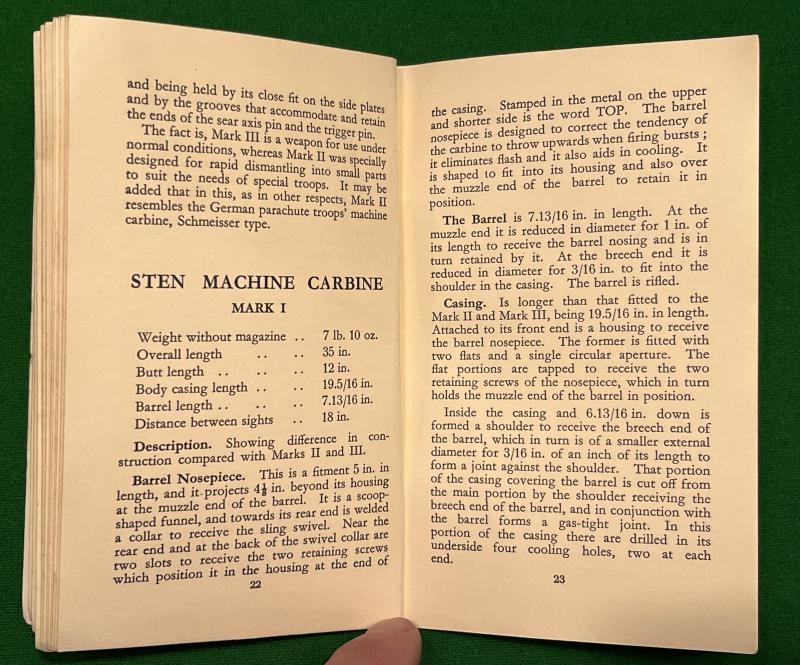 and being held by its close fit on the side plates
and by the grooves that accommodate and retain
the ends of the sear axis pin and the trigger pin.
The fact is, Mark III is a weapon for use under
normal conditions, whereas Mark II was specially
designed for rapid dismantling into small parts
to suit the needs of special troops. It may be
added that in this, as in other respects, Mark II
resembles the German parachute troops' machine
carbine, Schmeisser type.
STEN MACHINE CARBINE
MARK I
Weight without magazine .. 7 lb. 10 oz.
Overall length .. .. 35 in.
Butt length .. .. .. 12 in.
Body casing length .. .. 19.5/16 in.
Barrel length .. .. .. 7.13/16 in.
Distance between sights .. 18 in.
Description. Showing difference in con-
struction compared with Marks II and III.
Barrel Nosepiece. This is a fitment 5 in. in
length, and it projects 4½ in. beyond its housing
at the muzzle end of the barrel. It is a scoop-
shaped funnel, and towards its rear end is welded
a collar to receive the sling swivel. Near the
rear end and at the back of the swivel collar are
two slots to receive the two retaining screws
which position it in the housing at the end of
22
the casing. Stamped in the metal on the upper
and shorter side is the word TOP. The barrel
nosepiece is designed to correct the tendency of
the carbine to throw upwards when firing bursts ;
it eliminates flash and it also aids in cooling. It
is shaped to fit into its housing and also over
the muzzle end of the barrel to retain it in
position.
The Barrel is 7.13/16 in. in length. At the
muzzle end it is reduced in diameter for 1 in. of
its length to receive the barrel nosing and is in
turn retained by it. At the breech end it is
reduced in diameter for 3/16 in. to fit into the
shoulder in the casing. The barrel is rifled.
Casing. Is longer than that fitted to the
Mark II and Mark III, being 19.5/16 in. in length.
Attached to its front end is a housing to receive
the barrel nosepiece. The former is fitted with
two flats and a single circular aperture. The
flat portions are tapped to receive the two
retaining screws of the nosepiece, which in turn
holds the muzzle end of the barrel in position.
Inside the casing and 6.13/16 in. down is
formed a shoulder to receive the breech end of
the barrel, which in turn is of a smaller external
diameter for 3/16 in. of an inch of its length to
form a joint against the shoulder. That portion
of the casing covering the barrel is cut off from
the main portion by the shoulder receiving the
breech end of the barrel, and in conjunction with
the barrel forms a gas-tight joint. In this
portion of the casing there are drilled in its
underside four cooling holes, two at each
end.
23